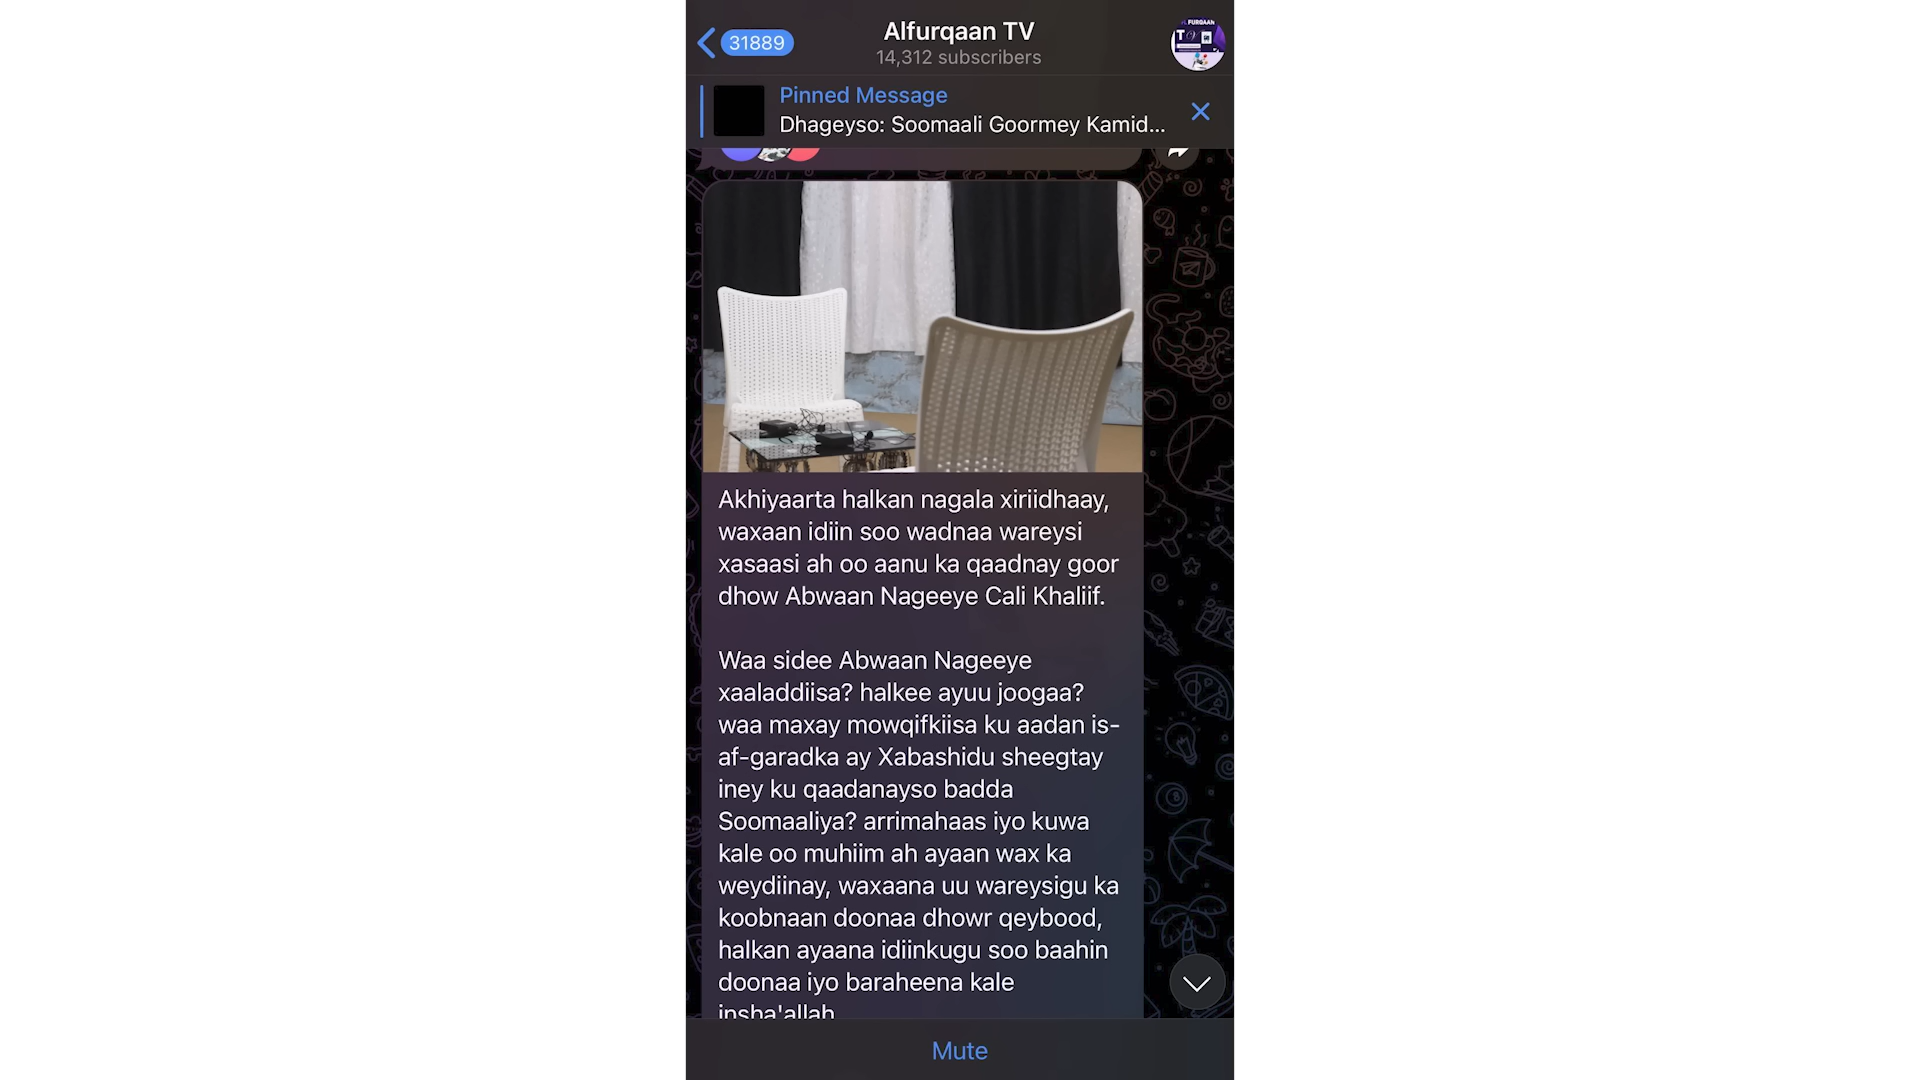 31889
Alfurqaan TV
14,312 subscribers
FURQAAN
Pinned Message
Dhageyso: Soomaali Goormey Kamid...
Akhiyaarta halkan nagala xiriidhaay,
waxaan idiin soo wadnaa wareysi
xasaasi ah oo aanu ka qaadnay goor
dhow Abwaan Nageeye Cali Khaliif.
Waa sidee Abwaan Nageeye
xaaladdiisa? halkee ayuu joogaa?
waa maxay mowqifkiisa ku aadan is-
af-garadka ay Xabashidu sheegtay
iney ku qaadanayso badda
Soomaaliya? arrimahaas iyo kuwa
kale oo muhiim ah ayaan wax ka
weydiinay, waxaana uu wareysigu ka
koobnaan doonaa dhowr qeybood,
halkan ayaana idiinkugu soo baahin
doonaa iyo baraheena kale
insha'allah
Mute